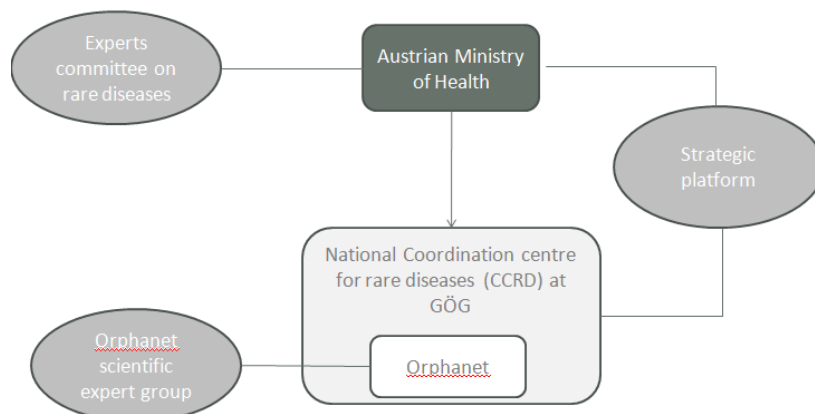 Experts
committee on
rare diseases
Austrian Ministry
of Health
Strategic
platform
National Coordination centre
for rare diseases (CCRD) at
GÖG
Orphanet
scientific
expert group
Orphanet